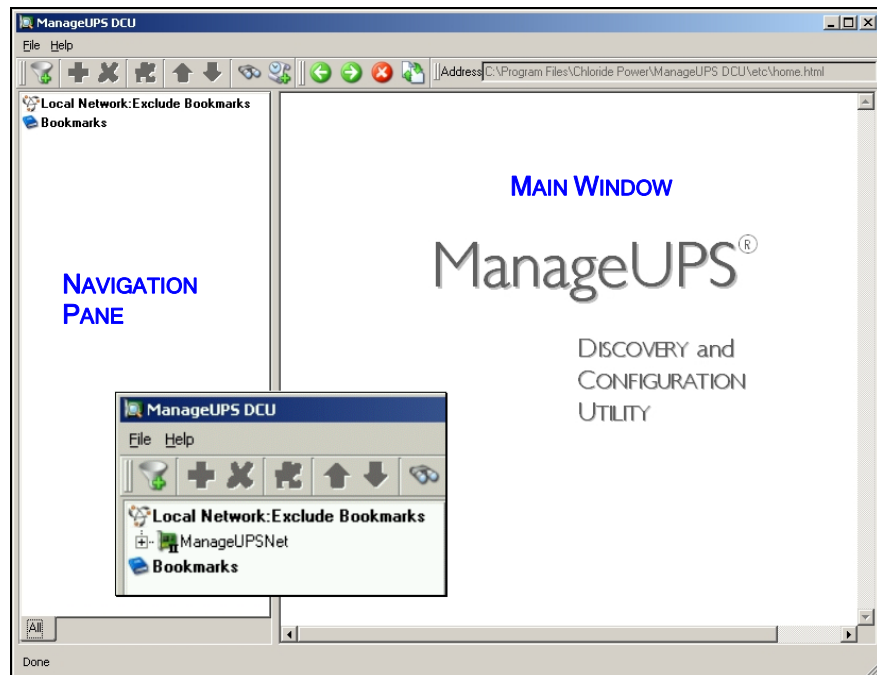 ManageUPS DCU
File Help
Address C:\Program Files\Chloride Power\ManageUPS DCU\etc\home.html
Local Network:Exclude Bookmarks
Bookmarks
MAIN WINDOW
ManageUPS®
NAVIGATION
PANE
DISCOVERY and
CONFIGURATION
UTILITY
ManageUPS DCU
File Help
Local Network:Exclude Bookmarks
ManageUPSNet
Bookmarks
All
Done